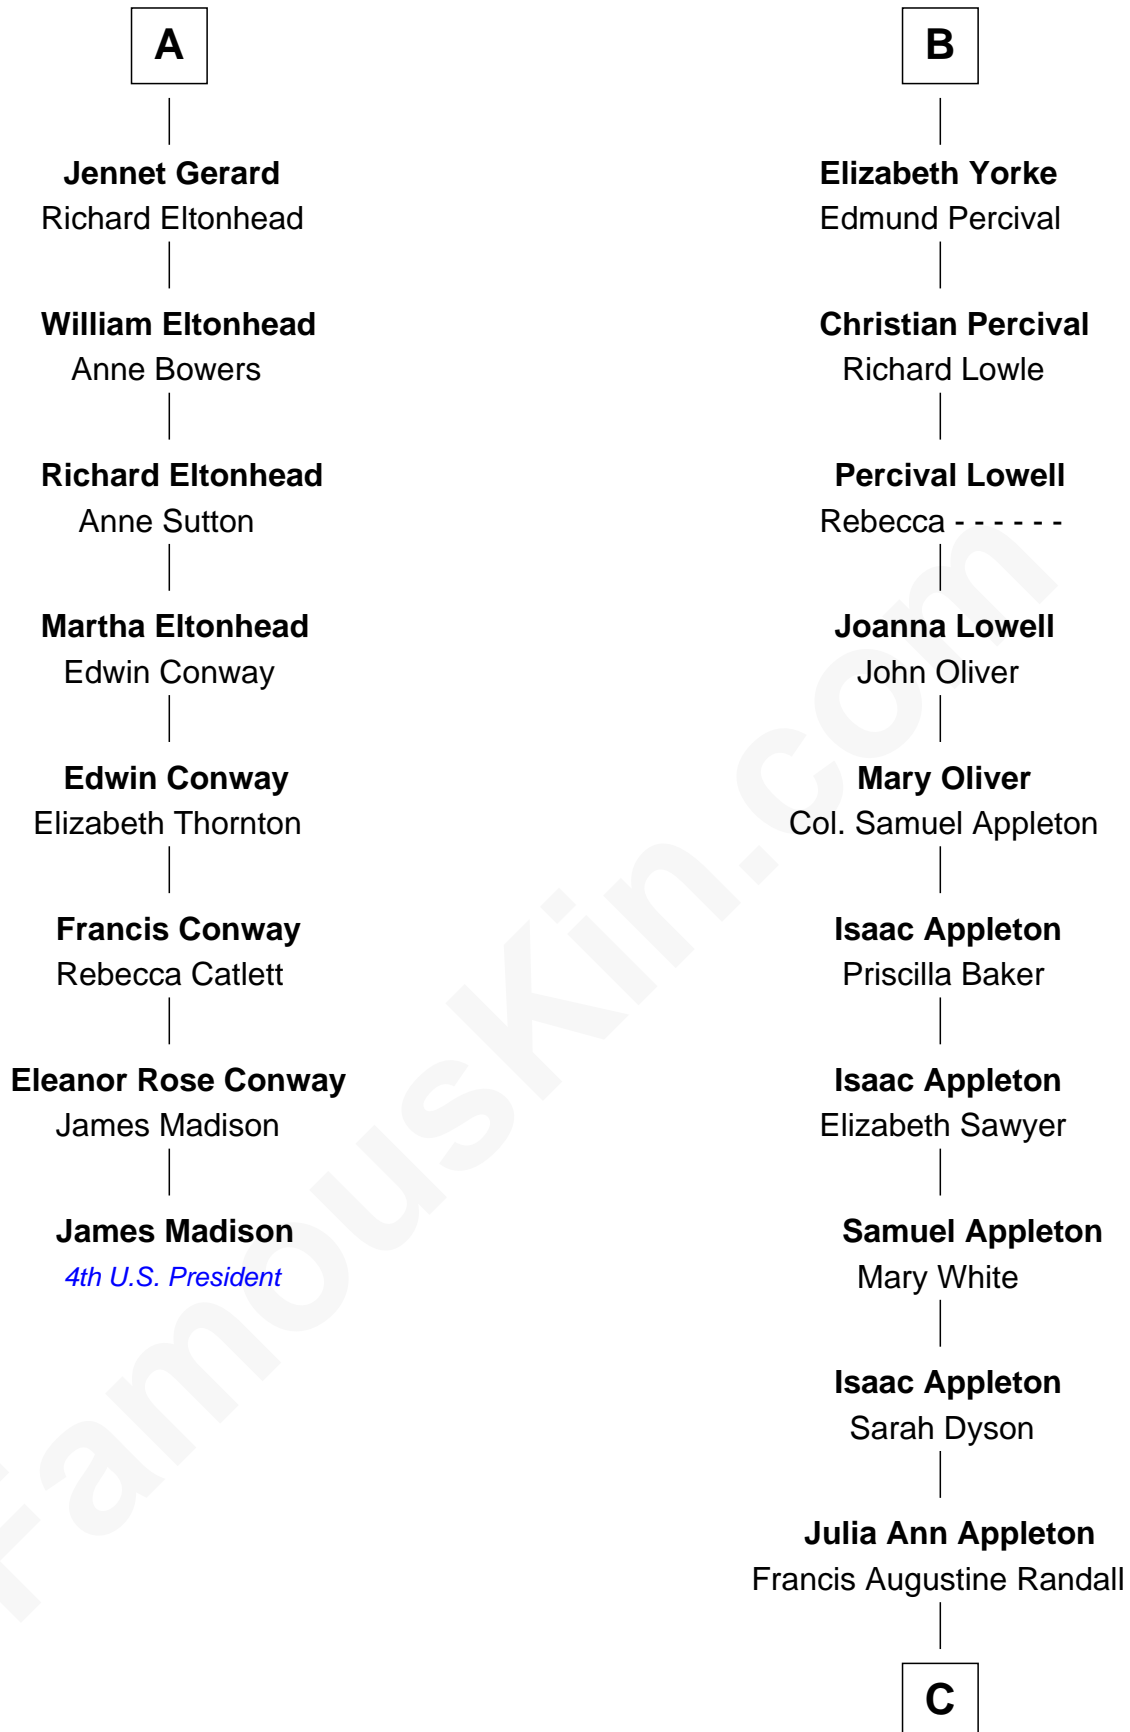 A
Jennet Gerard
Richard Eltonhead
William Eltonhead
Anne Bowers
Richard Eltonhead
Anne Sutton
Martha Eltonhead
Edwin Conway
Edwin Conway
Elizabeth Thornton
Francis Conway
Rebecca Catlett
Eleanor Rose Conway
James Madison
James Madison
4th U.S. President
B
Elizabeth Yorke
Edmund Percival
Christian Percival
Richard Lowle
Percival Lowell
Rebecca - - - - - -
Joanna Lowell
John Oliver
Mary Oliver
Col. Samuel Appleton
Isaac Appleton
Priscilla Baker
Isaac Appleton
Elizabeth Sawyer
Samuel Appleton
Mary White
Isaac Appleton
Sarah Dyson
Julia Ann Appleton
Francis Augustine Randall
C
FamousKin.com